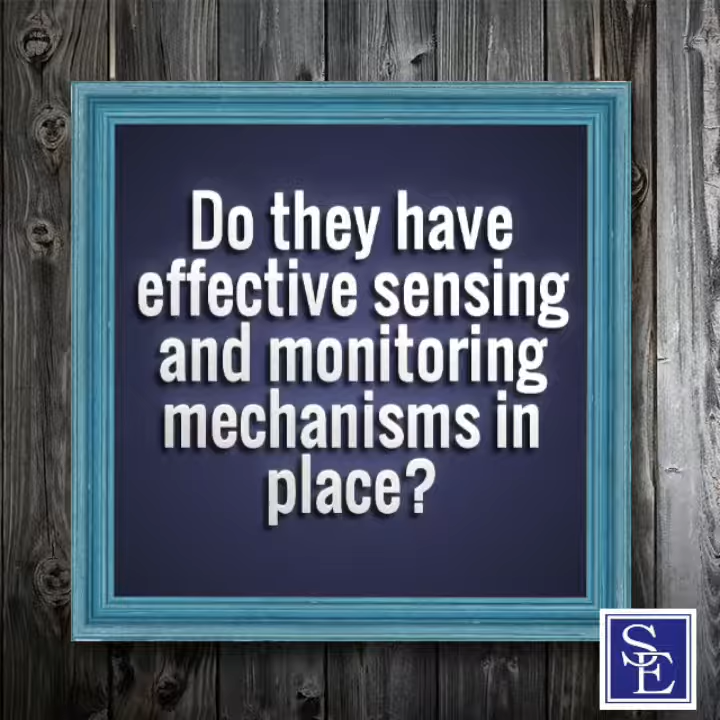 Do they have
effective sensing
and monitoring
mechanisms in
place?
SE